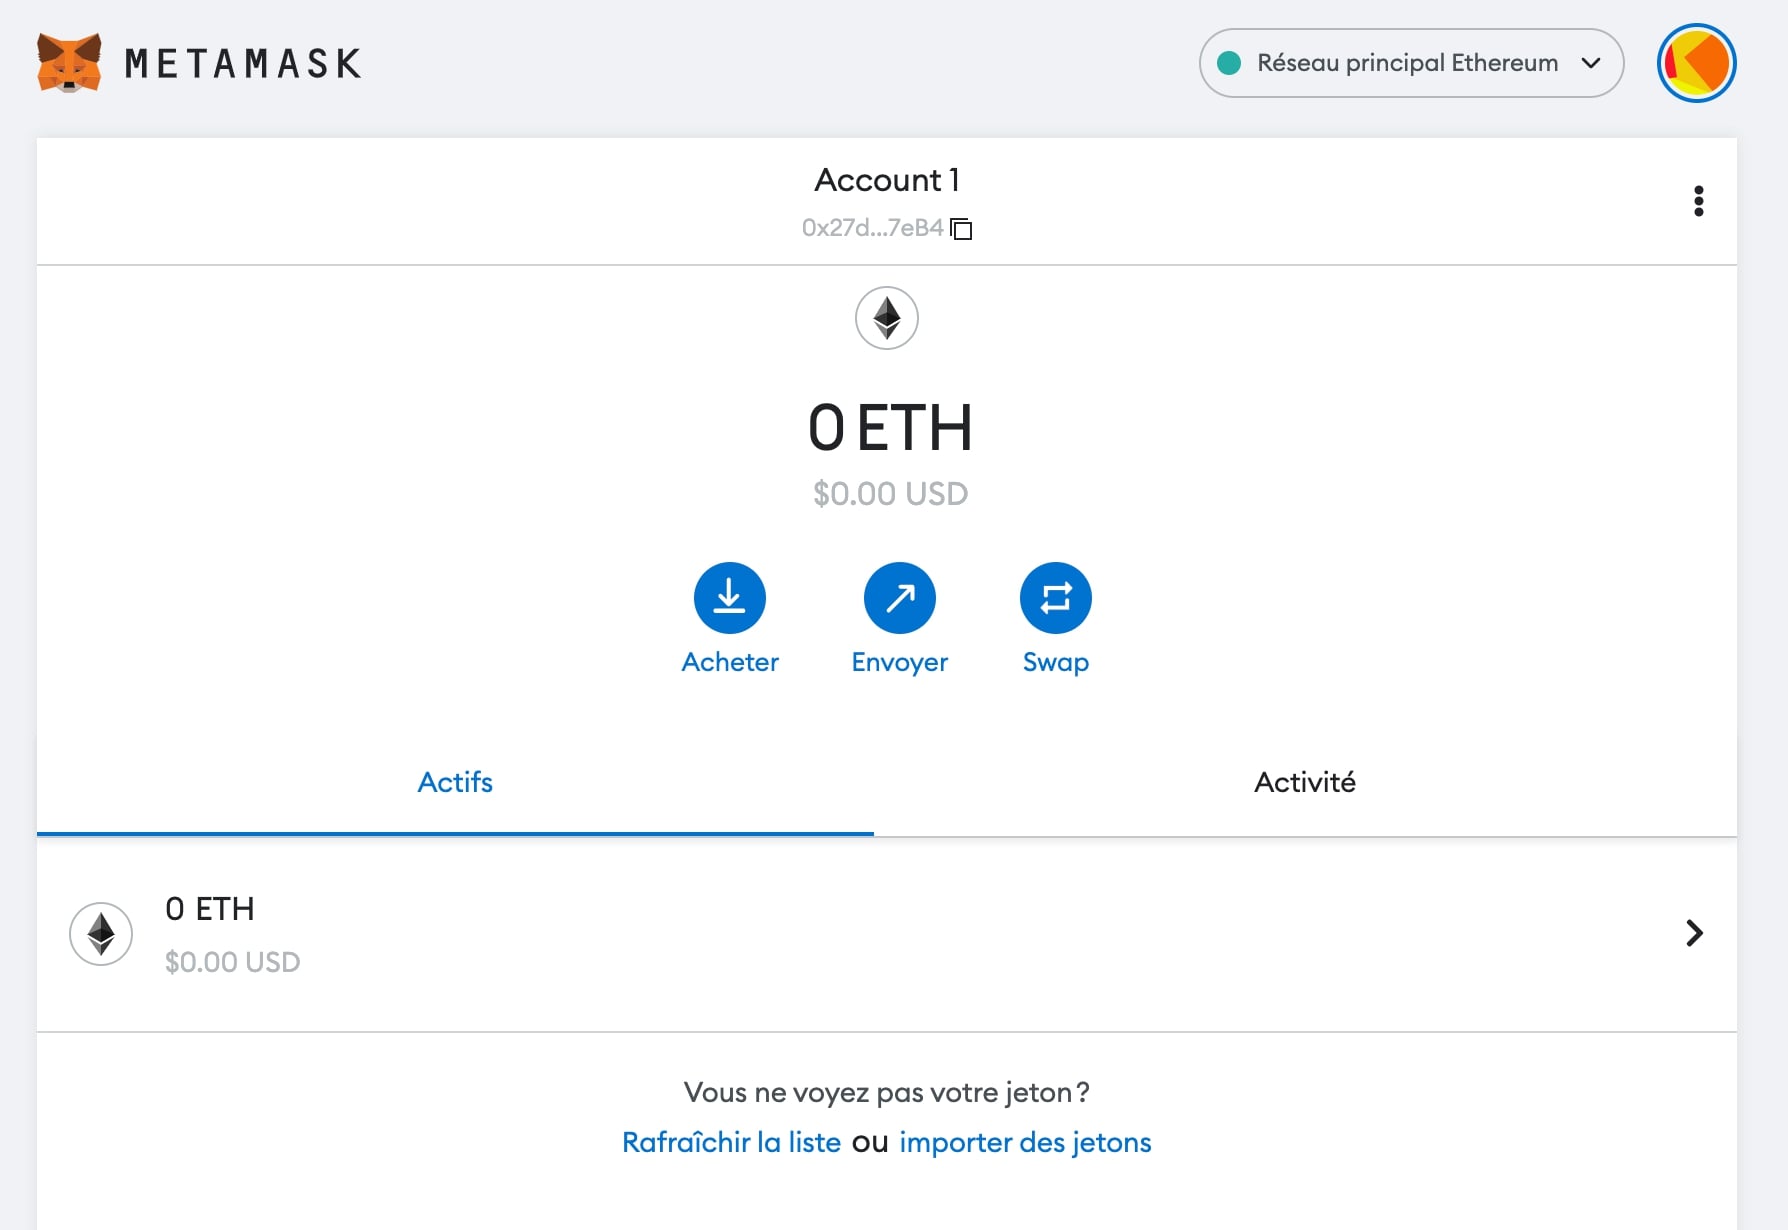 METAMASK
Réseau principal Ethereum
Account 1
0x27d...7eB4
0 ETH
$0.00 USD
Acheter
Envoyer
Swap
Actifs
Activité
0 ETH
$0.00 USD
Vous ne voyez pas votre jeton ?
Rafraîchir la liste ou importer des jetons